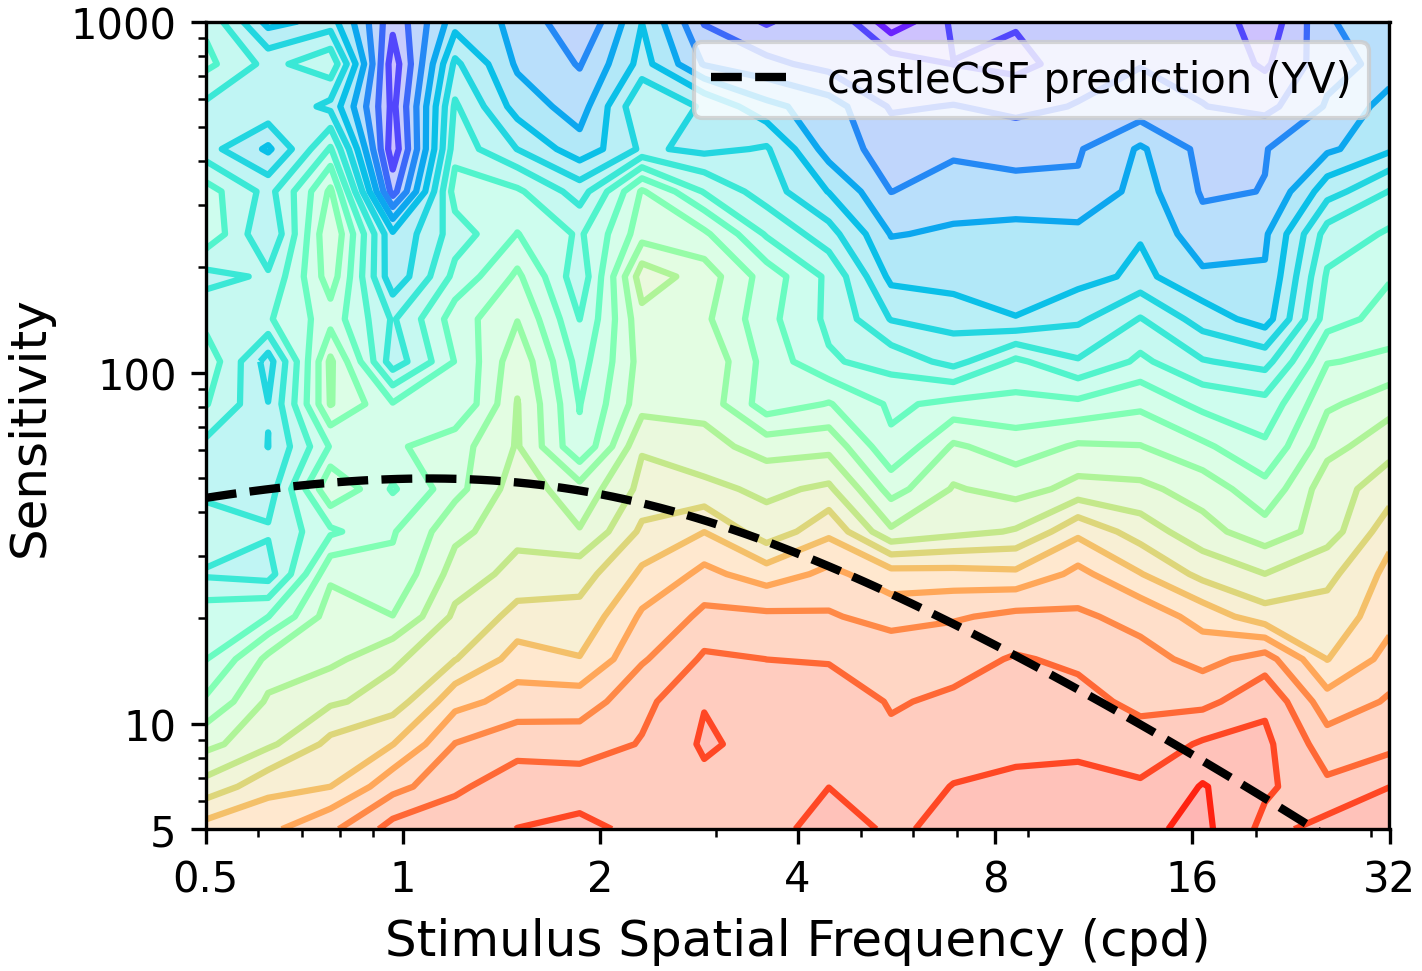 1000
castleCSF prediction (YV)
100
10
5
Sensitivity
0.5 1 2 4 8 16 32
Stimulus Spatial Frequency (cpd)